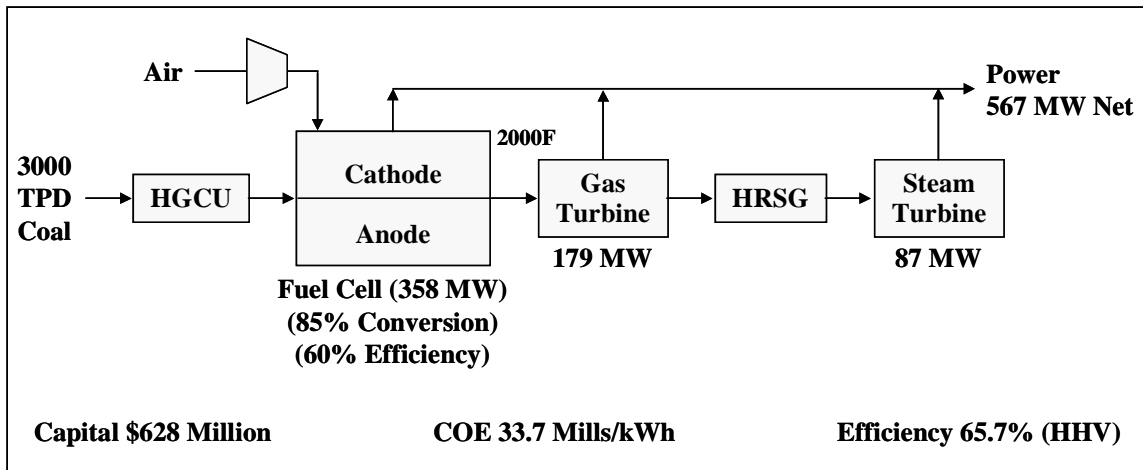 Air
Power
567 MW Net
2000F
3000
TPD
Coal
HGCU
Cathode
Anode
Gas
Turbine
HRSG
Steam
Turbine
179 MW
87 MW
Fuel Cell (358 MW)
(85% Conversion)
(60% Efficiency)
Capital $628 Million
COE 33.7 Mills/kWh
Efficiency 65.7% (HHV)